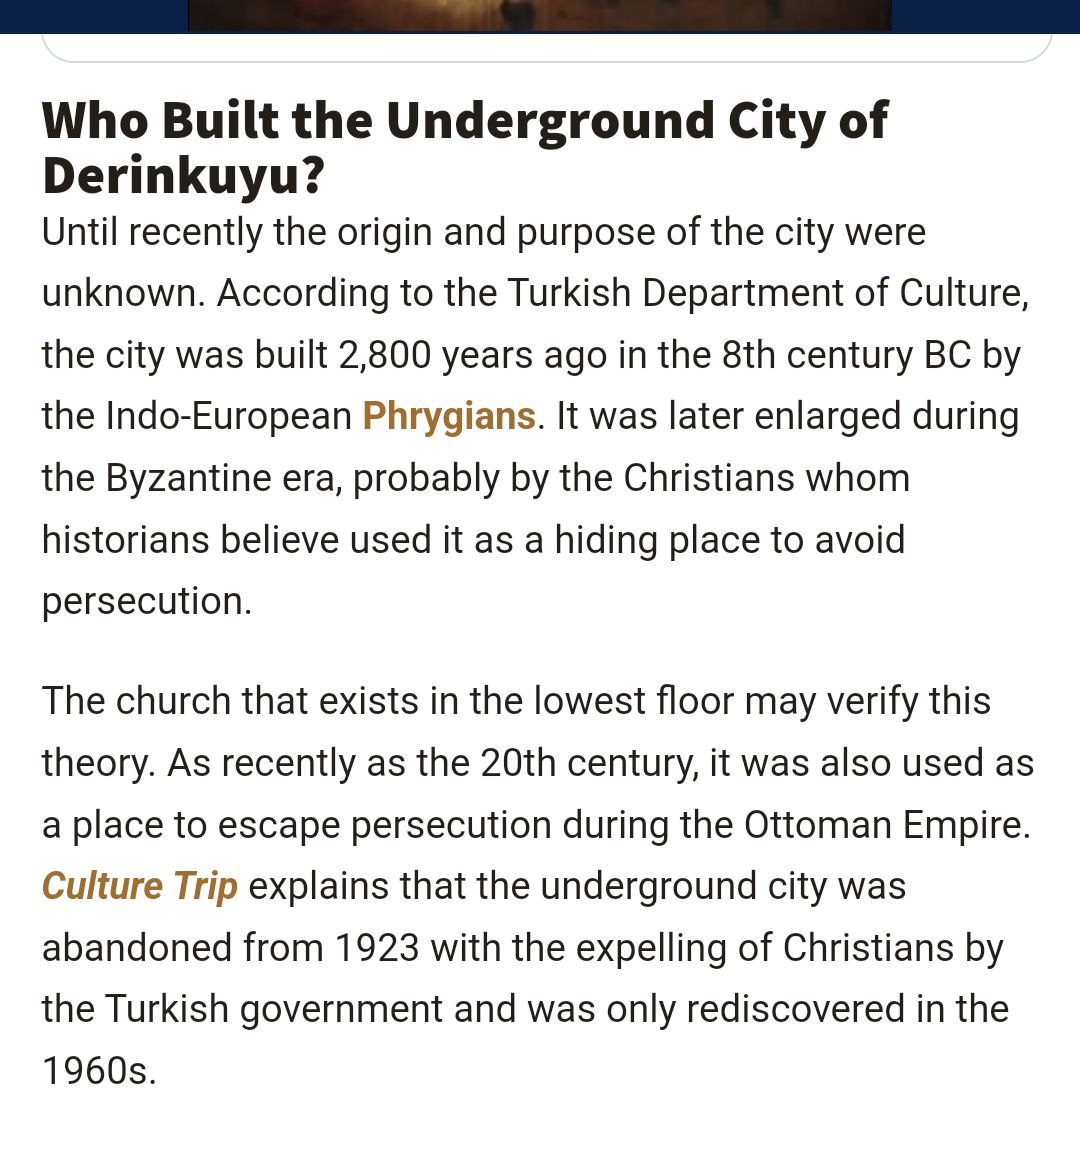 Who Built the Underground City of
Derinkuyu?
Until recently the origin and purpose of the city were
unknown. According to the Turkish Department of Culture,
the city was built 2,800 years ago in the 8th century BC by
the Indo-European Phrygians. It was later enlarged during
the Byzantine era, probably by the Christians whom
historians believe used it as a hiding place to avoid
persecution.
The church that exists in the lowest floor may verify this
theory. As recently as the 20th century, it was also used as
a place to escape persecution during the Ottoman Empire.
Culture Trip explains that the underground city was
abandoned from 1923 with the expelling of Christians by
the Turkish government and was only rediscovered in the
1960s.